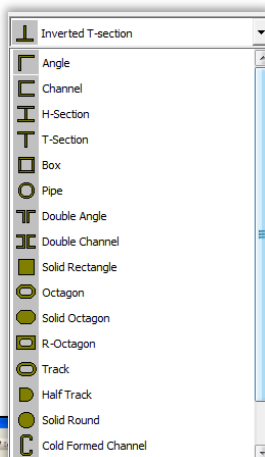 Inverted T-section
Angle
Channel
H-Section
T-Section
Box
Pipe
Double Angle
Double Channel
Solid Rectangle
Octagon
Solid Octagon
R-Octagon
Track
Half Track
Solid Round
Cold Formed Channel